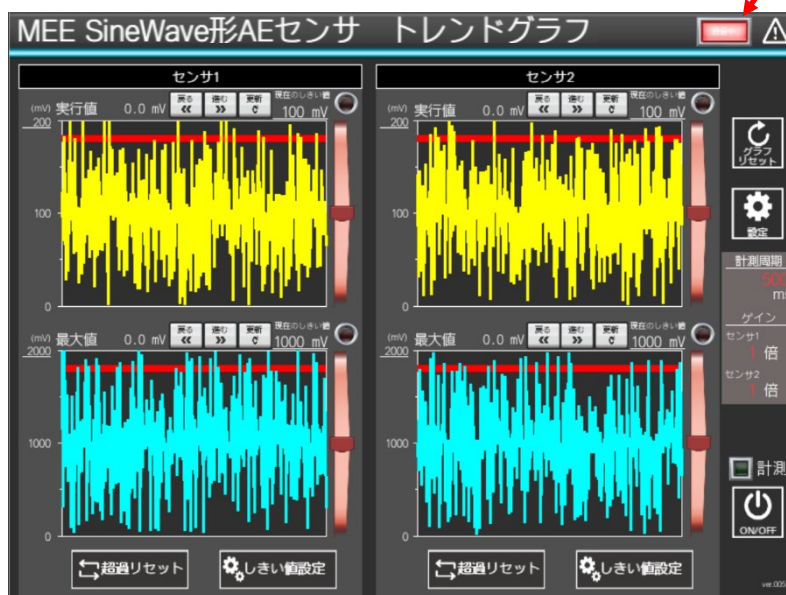 MEE SineWave形AEセンサ トレンドグラフ
センサ1
(mV) 実行値 0.0 mV 戻る 進む 更新 現在のしきい値 100 mV
200
100
0
(mV) 最大値 0.0 mV 戻る 進む 更新 現在のしきい値 1000 mV
2000
1000
0
超過リセット しきい値設定
センサ2
(mV) 実行値 0.0 mV 戻る 進む 更新 現在のしきい値 100 mV
200
100
0
(mV) 最大値 0.0 mV 戻る 進む 更新 現在のしきい値 1000 mV
2000
1000
0
超過リセット しきい値設定
グラフ
リセット
設定
計測周期
500
ms
ゲイン
センサ1
1 倍
センサ2
1 倍
計測
ON/OFF
ver.005